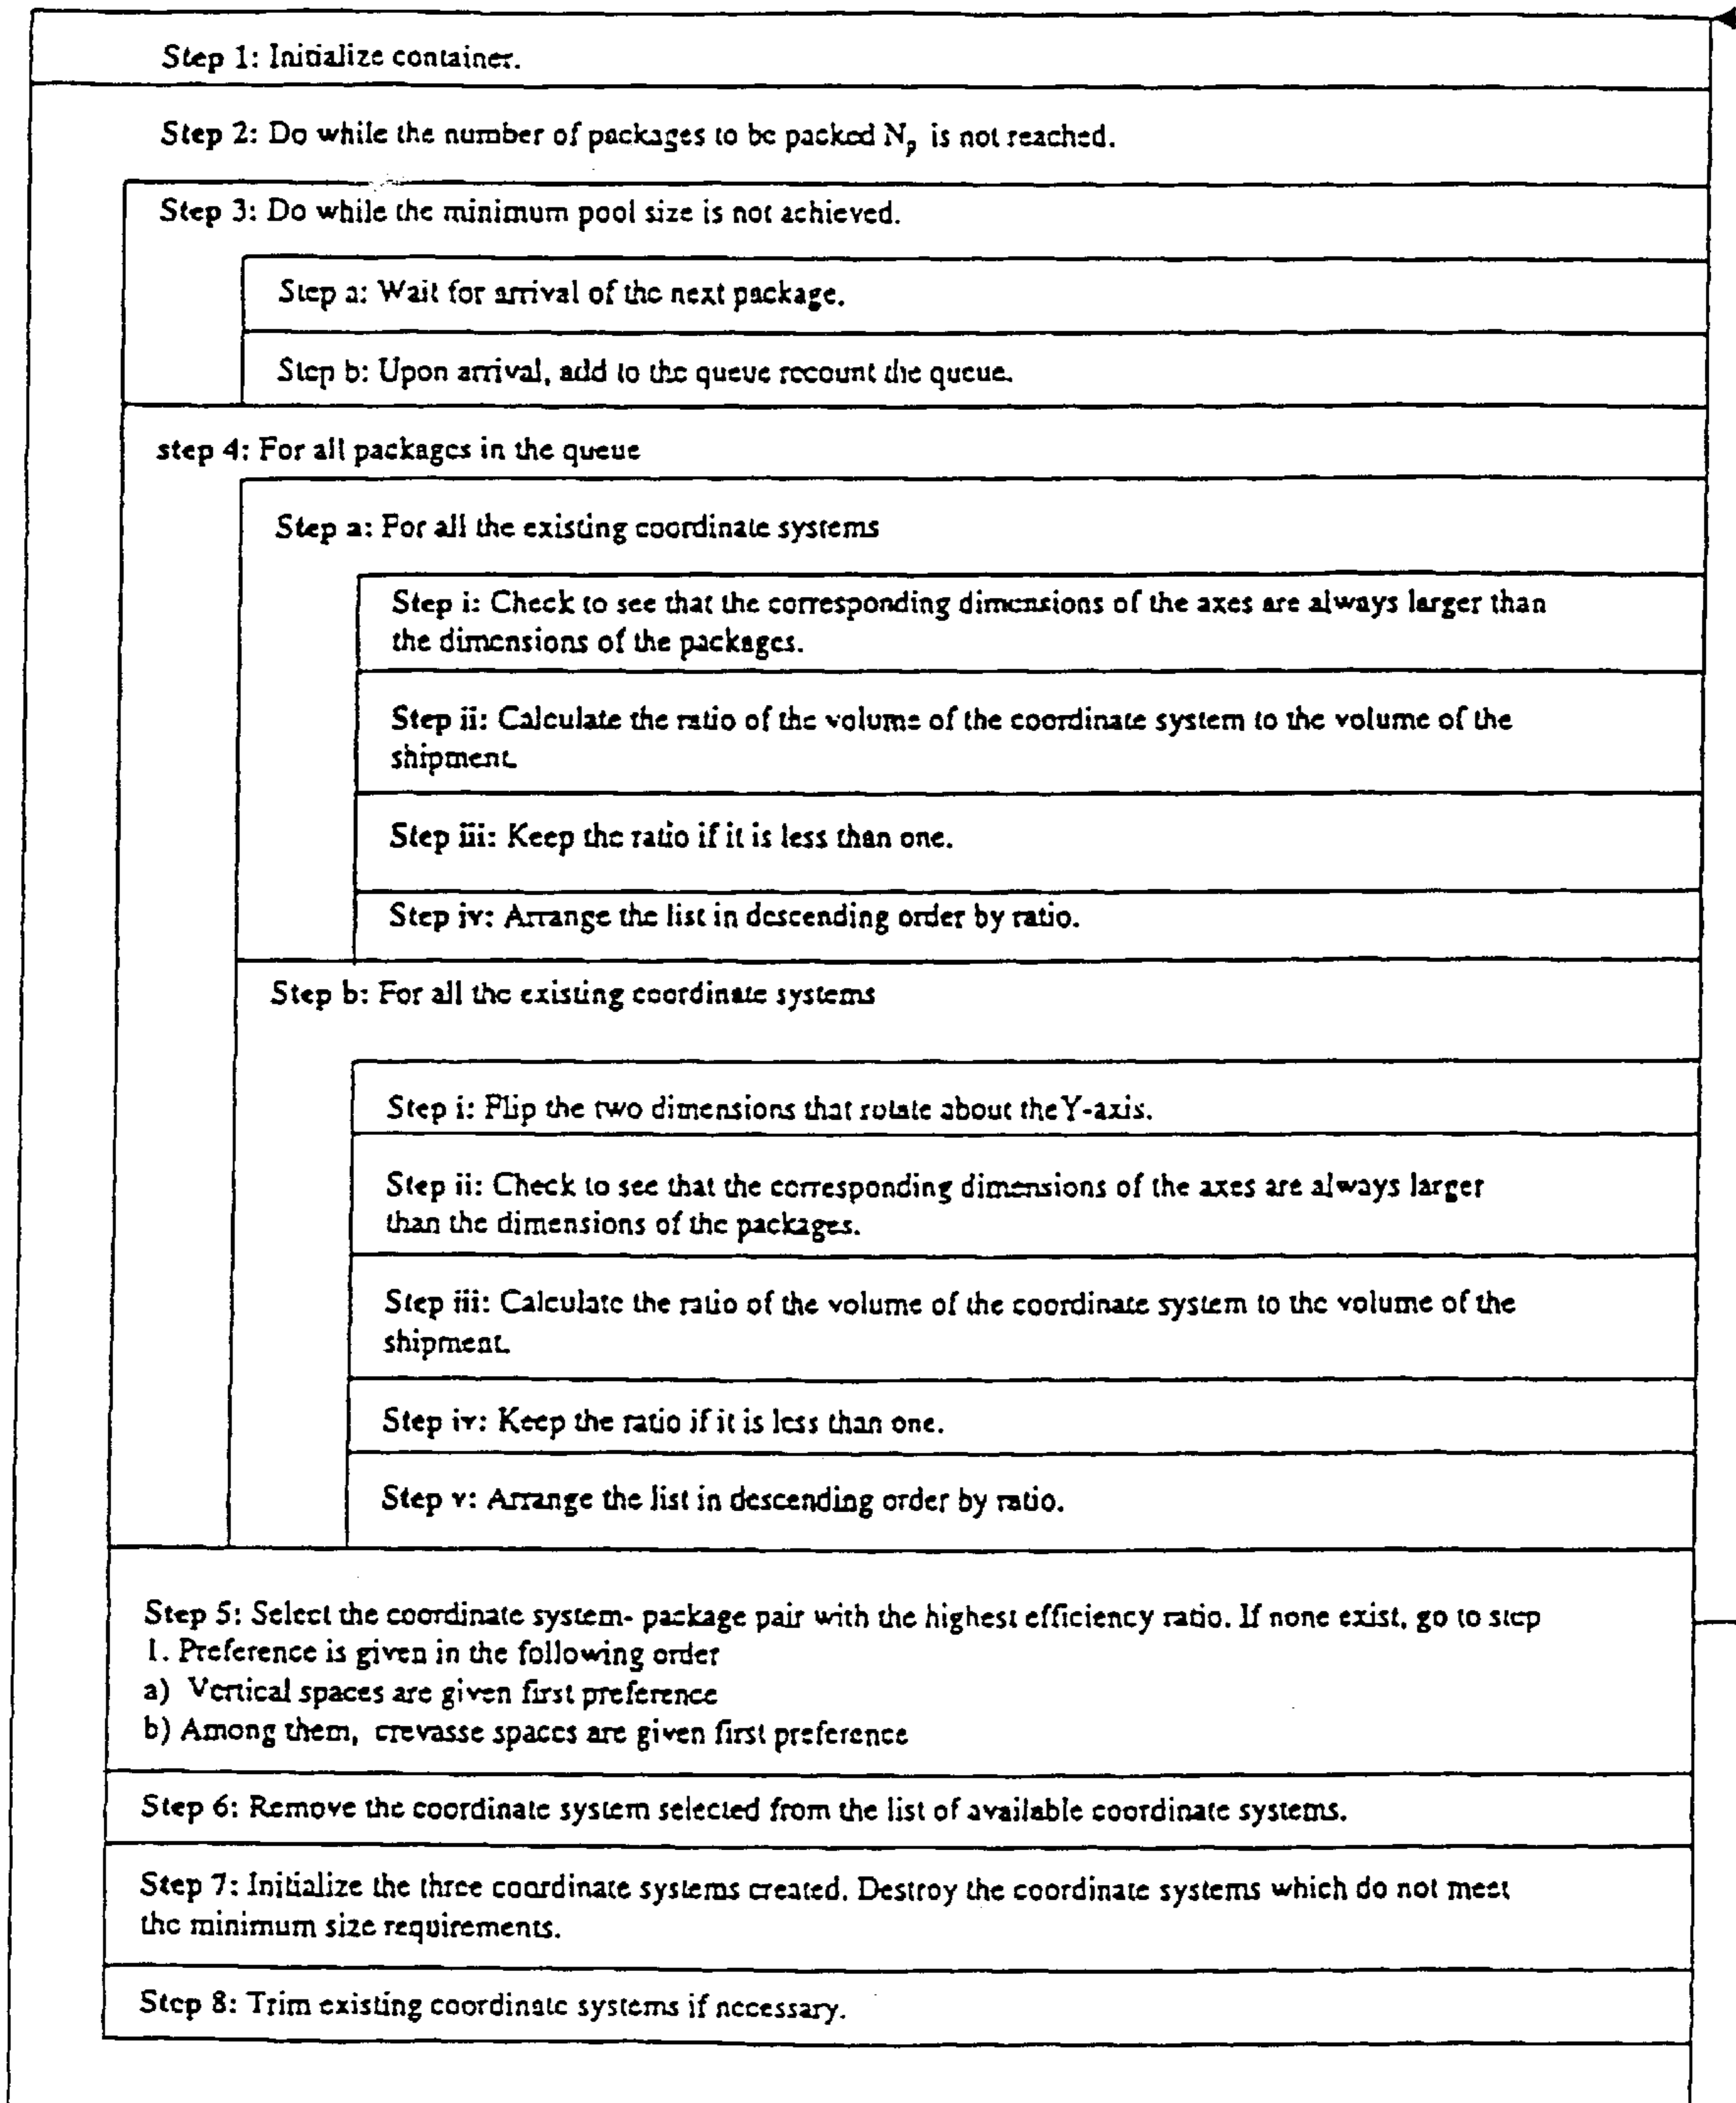 Step 1: Initialize container.
Step 2: Do while the number of packages to be packed Np is not reached.
Step 3: Do while the minimum pool size is not achieved.
Step a: Wait for arrival of the next package.
Step b: Upon arrival, add to the queue recount the queue.
step 4: For all packages in the queue
Step a: For all the existing coordinate systems
Step i: Check to see that the corresponding dimensions of the axes are always larger than
the dimensions of the packages.
Step ii: Calculate the ratio of the volume of the coordinate system to the volume of the
shipment.
Step iii: Keep the ratio if it is less than one.
Step iv: Arrange the list in descending order by ratio.
Step b: For all the existing coordinate systems
Step i: Flip the two dimensions that rotate about the Y-axis.
Step ii: Check to see that the corresponding dimensions of the axes are always larger
than the dimensions of the packages.
Step iii: Calculate the ratio of the volume of the coordinate system to the volume of the
shipment.
Step iv: Keep the ratio if it is less than one.
Step v: Arrange the list in descending order by ratio.
Step 5: Select the coordinate system- package pair with the highest efficiency ratio. If none exist, go to step
1. Preference is given in the following order
a) Vertical spaces are given first preference
b) Among them, crevasse spaces are given first preference
Step 6: Remove the coordinate system selected from the list of available coordinate systems.
Step 7: Initialize the three coordinate systems created. Destroy the coordinate systems which do not meet
the minimum size requirements.
Step 8: Trim existing coordinate systems if necessary.